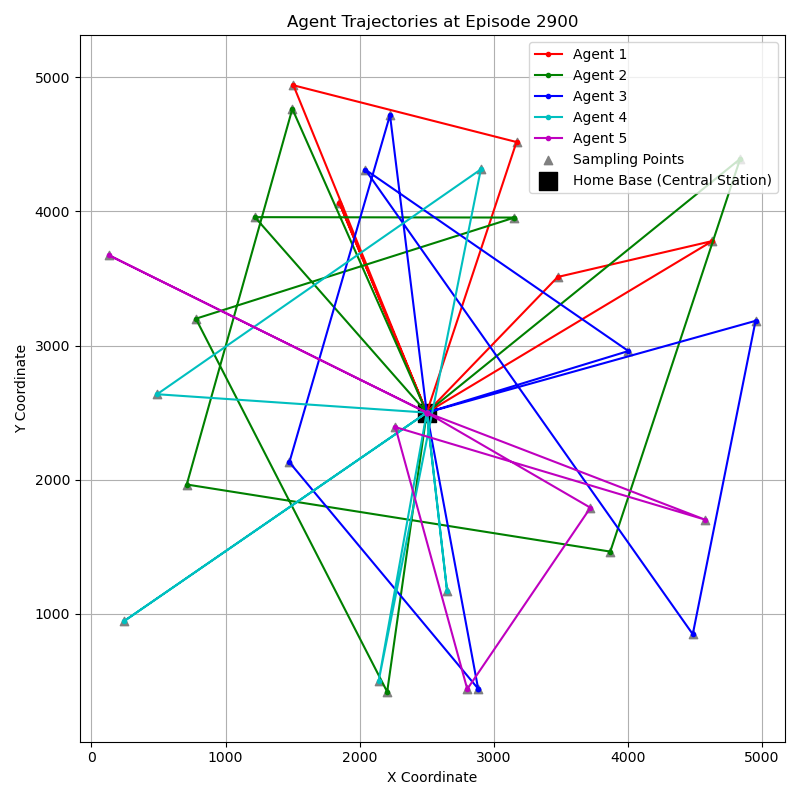 Agent Trajectories at Episode 2900
Agent 1
Agent 2
Agent 3
Agent 4
Agent 5
Sampling Points
Home Base (Central Station)
Y Coordinate
5000
4000
3000
2000
1000
0 1000 2000 3000 4000 5000
X Coordinate